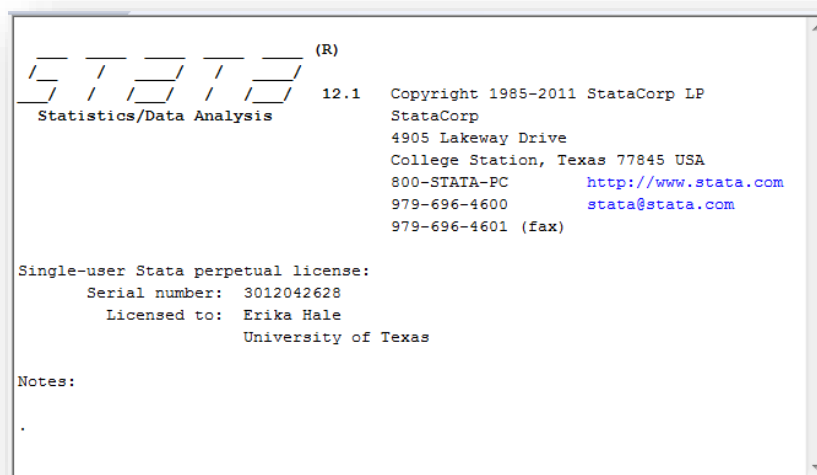 (R)
STATA 12.1 Copyright 1985-2011 StataCorp LP
Statistics/Data Analysis StataCorp
4905 Lakeway Drive
College Station, Texas 77845 USA
800-STATA-PC http://www.stata.com
979-696-4600 stata@stata.com
979-696-4601 (fax)
Single-user Stata perpetual license:
Serial number: 3012042628
Licensed to: Erika Hale
University of Texas
Notes:
.